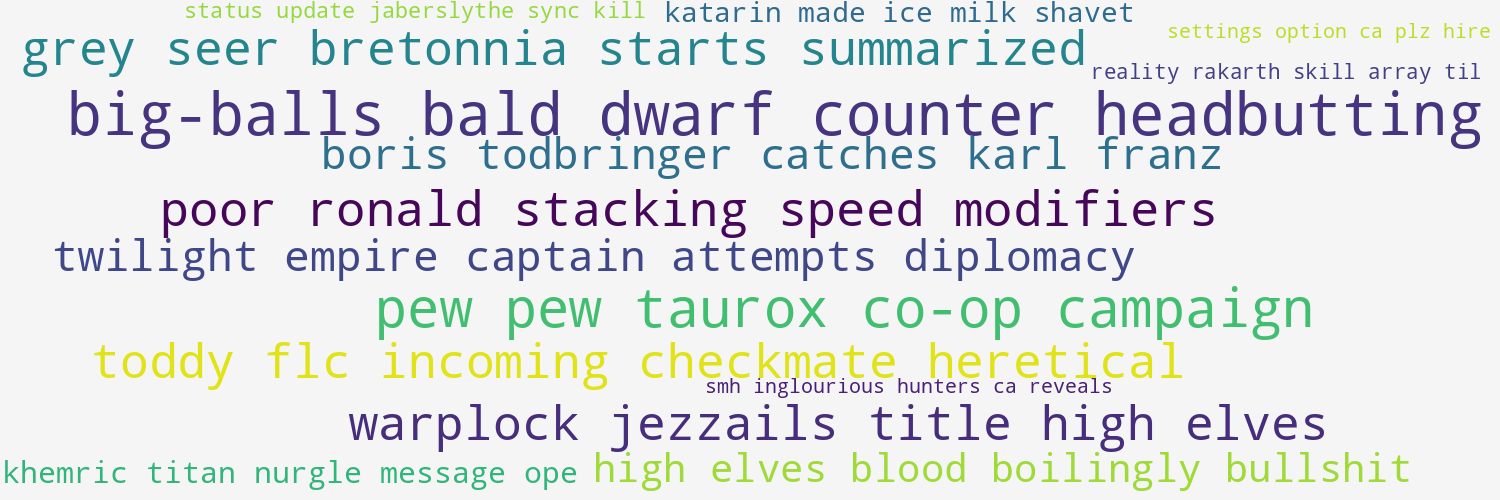 status update jaberslythe sync kill
katarin made ice milk shavet
settings option ca plz hire
grey seer bretonnia starts summarized
reality rakarth skill array til
big-balls bald dwarf counter headbutting
boris todbringer catches karl franz
poor ronald stacking speed modifiers
twilight empire captain attempts diplomacy
pew pew taurox co-op campaign
toddy flc incoming checkmate heretical
smh inglourious hunters ca reveals
warplock jezzails title high elves
khemric titan nurgle message ope
high elves blood boilingly bullshit